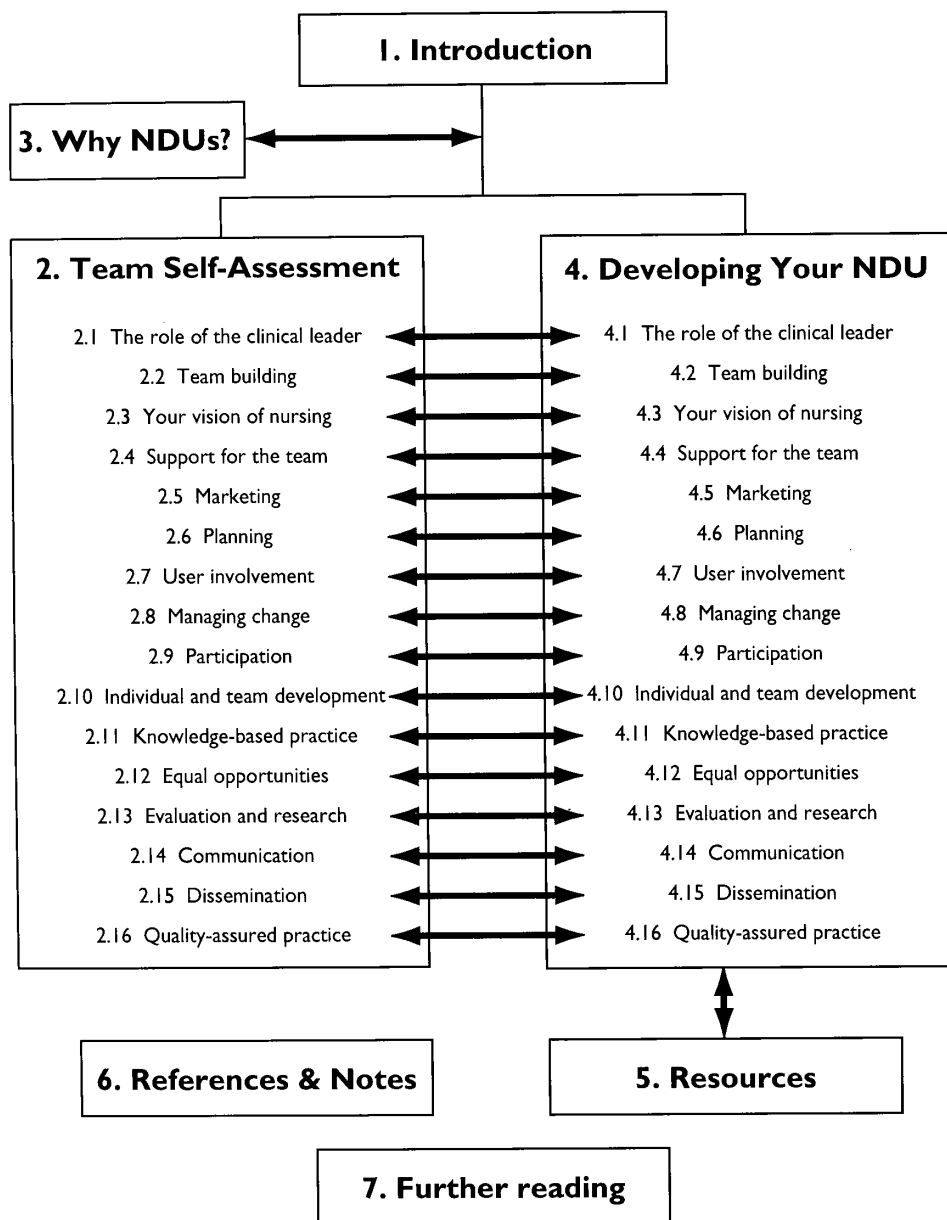 1. Introduction
3. Why NDUs?
2. Team Self-Assessment
2.1 The role of the clinical leader
2.2 Team building
2.3 Your vision of nursing
2.4 Support for the team
2.5 Marketing
2.6 Planning
2.7 User involvement
2.8 Managing change
2.9 Participation
2.10 Individual and team development
2.11 Knowledge-based practice
2.12 Equal opportunities
2.13 Evaluation and research
2.14 Communication
2.15 Dissemination
2.16 Quality-assured practice
4. Developing Your NDU
4.1 The role of the clinical leader
4.2 Team building
4.3 Your vision of nursing
4.4 Support for the team
4.5 Marketing
4.6 Planning
4.7 User involvement
4.8 Managing change
4.9 Participation
4.10 Individual and team development
4.11 Knowledge-based practice
4.12 Equal opportunities
4.13 Evaluation and research
4.14 Communication
4.15 Dissemination
4.16 Quality-assured practice
6. References & Notes
5. Resources
7. Further reading